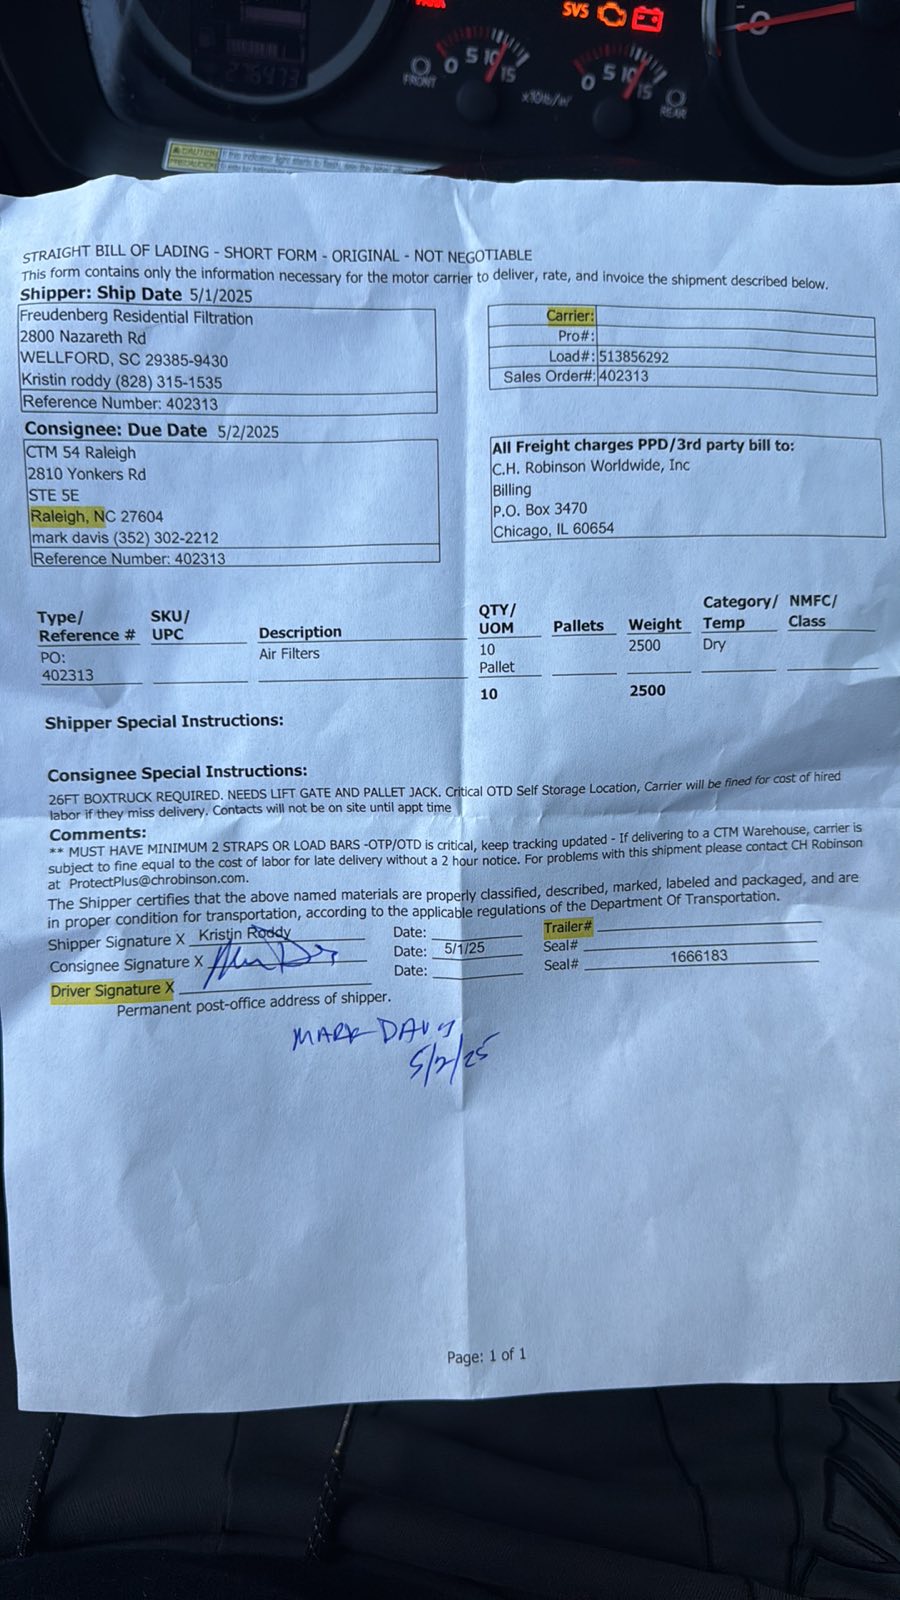 SVS
FRONT
0 5 10 15
x10lb/in²
0 5 10 15
REAR
0
276473
CAUTION
STRAIGHT BILL OF LADING - SHORT FORM - ORIGINAL - NOT NEGOTIABLE
This form contains only the information necessary for the motor carrier to deliver, rate, and invoice the shipment described below.
Shipper: Ship Date 5/1/2025
Freudenberg Residential Filtration
2800 Nazareth Rd
WELLFORD, SC 29385-9430
Kristin roddy (828) 315-1535
Reference Number: 402313
Carrier:
Pro#:
Load#: 513856292
Sales Order#: 402313
Consignee: Due Date 5/2/2025
CTM 54 Raleigh
2810 Yonkers Rd
STE 5E
Raleigh, NC 27604
mark davis (352) 302-2212
Reference Number: 402313
All Freight charges PPD/3rd party bill to:
C.H. Robinson Worldwide, Inc
Billing
P.O. Box 3470
Chicago, IL 60654
Type/ SKU/ QTY/ Category/ NMFC/
Reference # UPC Description UOM Pallets Weight Temp Class
PO: Air Filters 10 2500 Dry
402313 Pallet
10 2500
Shipper Special Instructions:
Consignee Special Instructions:
26FT BOXTRUCK REQUIRED. NEEDS LIFT GATE AND PALLET JACK. Critical OTD Self Storage Location, Carrier will be fined for cost of hired
labor if they miss delivery. Contacts will not be on site until appt time
Comments:
** MUST HAVE MINIMUM 2 STRAPS OR LOAD BARS -OTP/OTD is critical, keep tracking updated - If delivering to a CTM Warehouse, carrier is
subject to fine equal to the cost of labor for late delivery without a 2 hour notice. For problems with this shipment please contact CH Robinson
at ProtectPlus@chrobinson.com.
The Shipper certifies that the above named materials are properly classified, described, marked, labeled and packaged, and are
in proper condition for transportation, according to the applicable regulations of the Department Of Transportation.
Shipper Signature X Kristin Roddy Date: Trailer#
Consignee Signature X Date: 5/1/25 Seal#
Driver Signature X Date: Seal# 1666183
Permanent post-office address of shipper.
MARK DAVIS
5/2/25
Page: 1 of 1